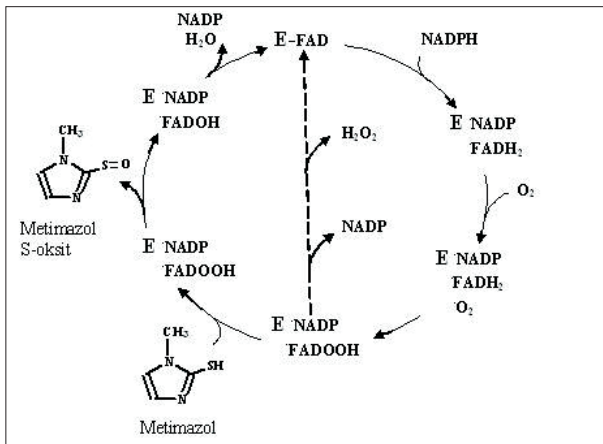 NADP
H₂O
E-FAD
NADPH
E NADP
FADOH
E NADP
FADH₂
CH₃
N
S=O
N
H₂O₂
O₂
Metimazol
S-oksit
E NADP
FADOOH
NADP
E NADP
FADH₂
O₂
E NADP
FADOOH
CH₃
N
SH
N
Metimazol